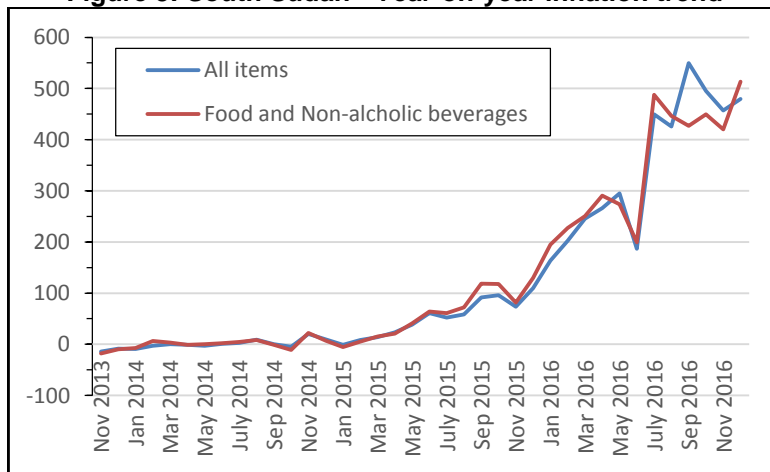 600
500
400
300
200
100
0
-100
All items
Food and Non-alcholic beverages
Nov 2013
Jan 2014
Mar 2014
May 2014
July 2014
Sep 2014
Nov 2014
Jan 2015
Mar 2015
May 2015
July 2015
Sep 2015
Nov 2015
Jan 2016
Mar 2016
May 2016
July 2016
Sep 2016
Nov 2016